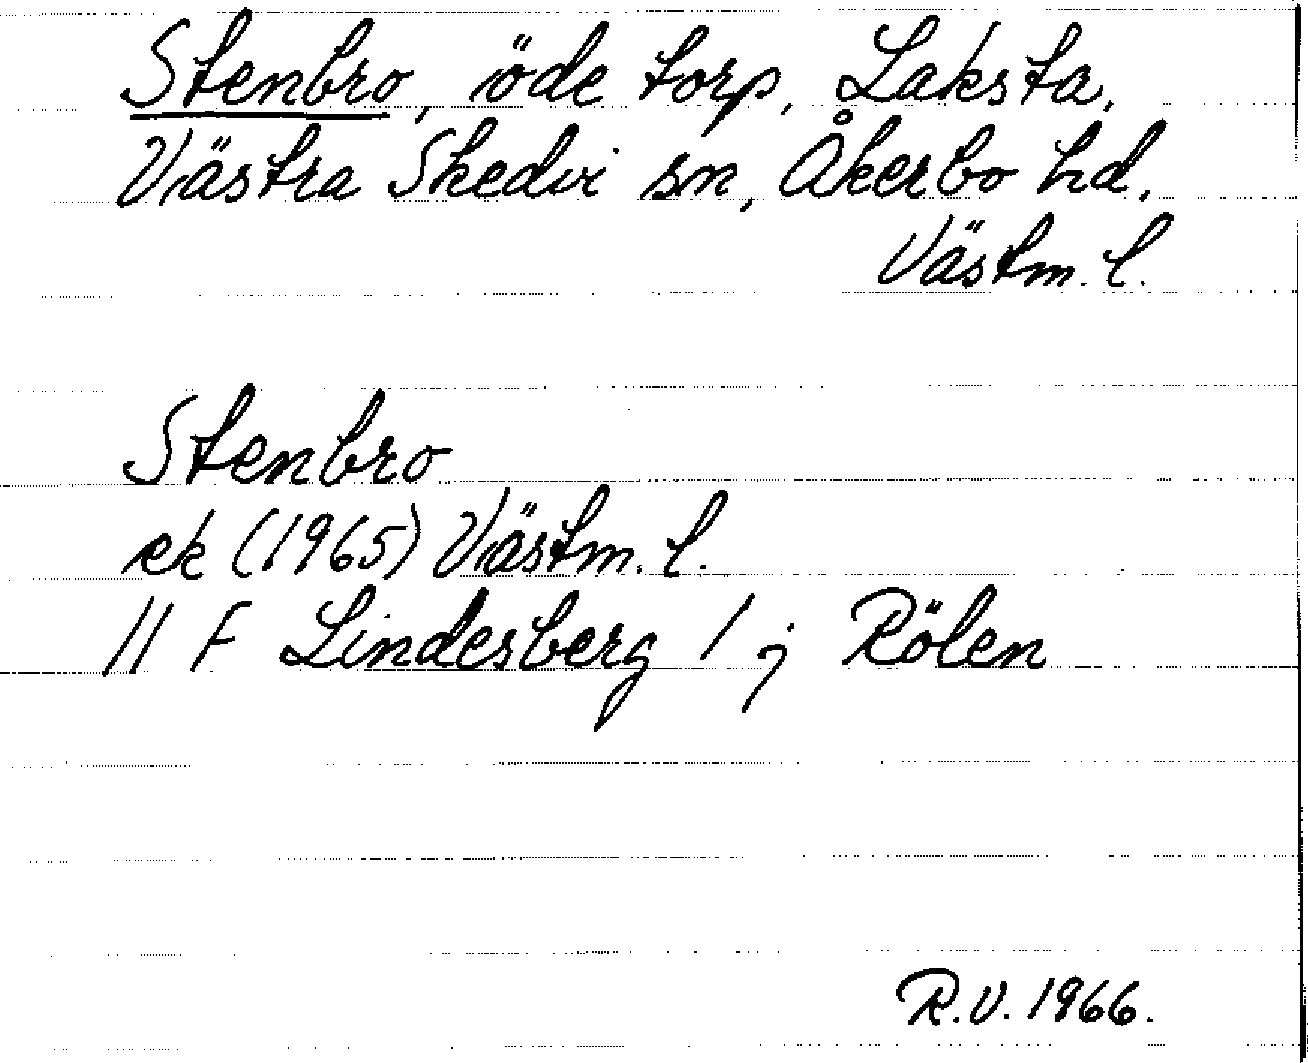 Stenbro, öde torp, Laksta,
Västra Skedvi sn, Åkerbo hd.
Västm. l.
Stenbro
ek (1965) Västm. l.
11 F Lindesberg 1 j Rölen
R.V. 1966.